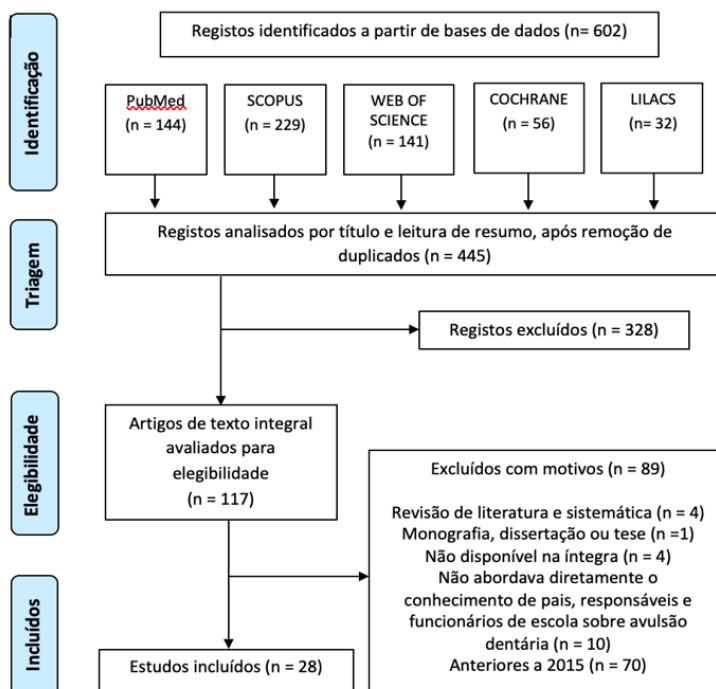 Identificação
Registos identificados a partir de bases de dados (n= 602)
PubMed
(n = 144)
SCOPUS
(n = 229)
WEB OF
SCIENCE
(n = 141)
COCHRANE
(n = 56)
LILACS
(n= 32)
Triagem
Registos analisados por título e leitura de resumo, após remoção de
duplicados (n = 445)
Registos excluídos (n = 328)
Elegibilidade
Artigos de texto integral
avaliados para
elegibilidade
(n = 117)
Excluídos com motivos (n = 89)
Revisão de literatura e sistemática (n = 4)
Monografia, dissertação ou tese (n =1)
Não disponível na íntegra (n = 4)
Não abordava diretamente o
conhecimento de pais, responsáveis e
funcionários de escola sobre avulsão
dentária (n = 10)
Anteriores a 2015 (n = 70)
Incluídos
Estudos incluídos (n = 28)